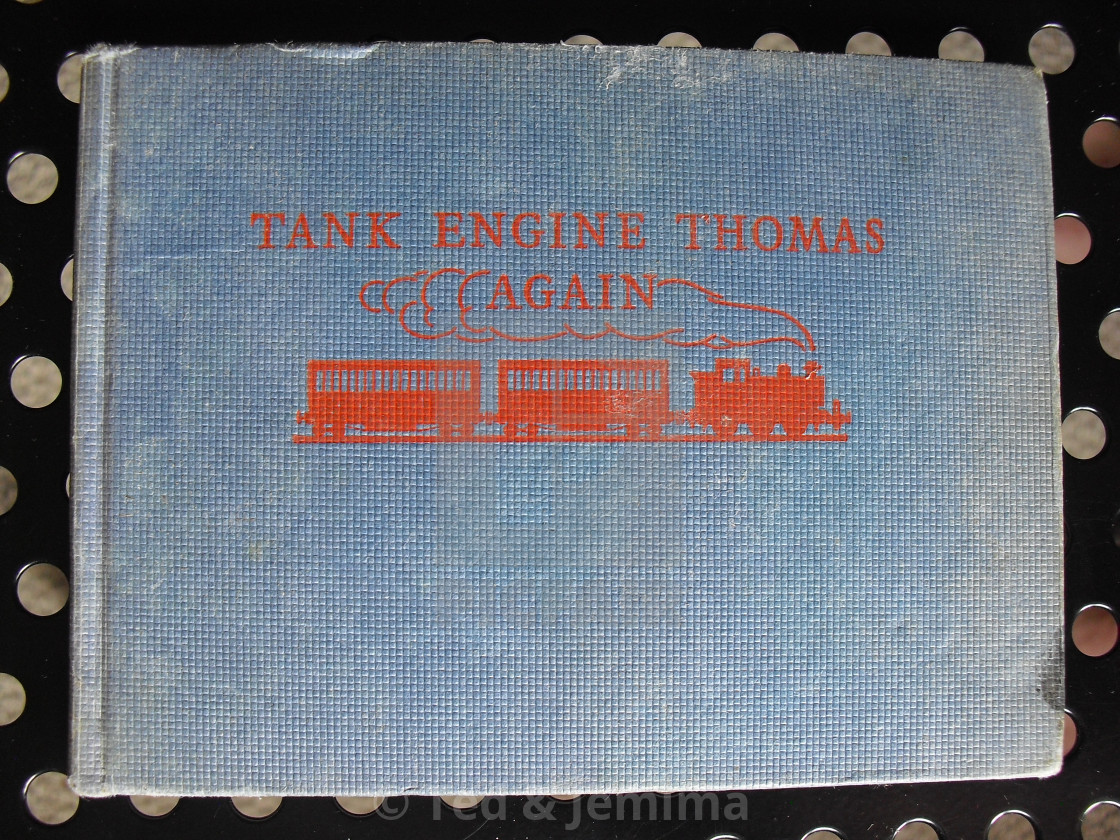 TANK ENGINE THOMAS
AGAIN
© Ted & Jemima